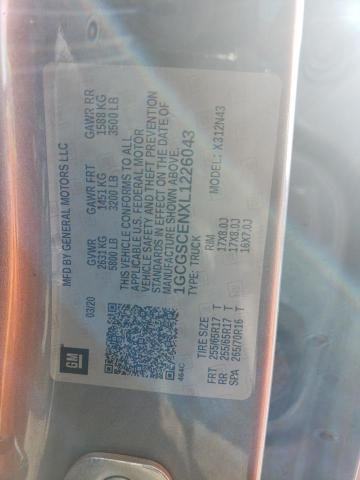 MFD BY GENERAL MOTORS LLC
03/20 GVWR GAWR FRT GAWR RR
2631 KG 1451 KG 1588 KG
5800 LB 3200 LB 3500 LB
THIS VEHICLE CONFORMS TO ALL
APPLICABLE U.S. FEDERAL MOTOR
VEHICLE SAFETY AND THEFT PREVENTION
STANDARDS IN EFFECT ON THE DATE OF
MANUFACTURE SHOWN ABOVE.
1GCGSCENXL1226043
TYPE: TRUCK MODEL: X312N43
GM
464C
TIRE SIZE RIM
FRT 255/65R17 T 17X8.0J
RR 255/65R17 T 17X8.0J
SPA 265/70R16 T 16X7.0J